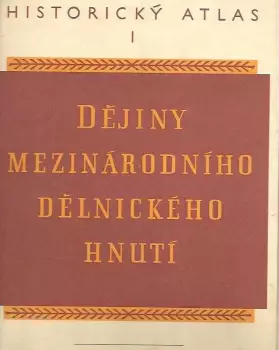 HISTORICKÝ ATLAS
I
DĚJINY
MEZINÁRODNÍHO
DĚLNICKÉHO
HNUTÍ